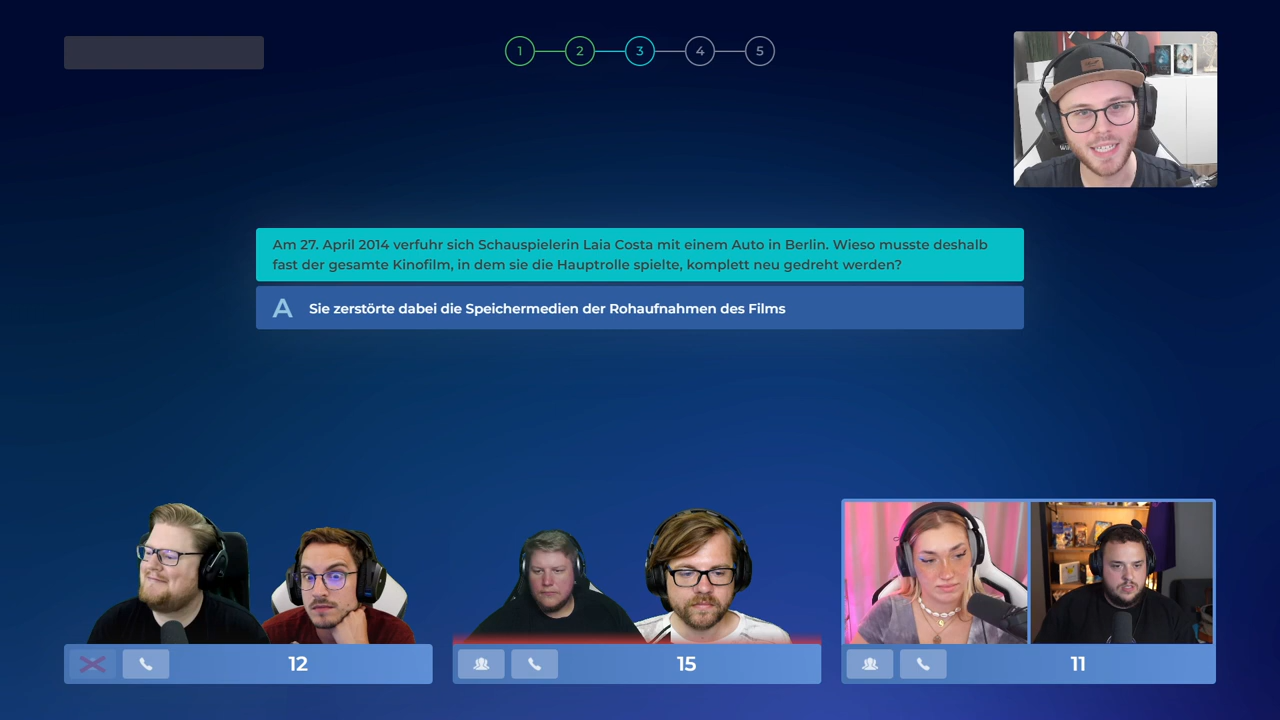 1 2 3 4 5
Am 27. April 2014 verfuhr sich Schauspielerin Laia Costa mit einem Auto in Berlin. Wieso musste deshalb
fast der gesamte Kinofilm, in dem sie die Hauptrolle spielte, komplett neu gedreht werden?
A Sie zerstörte dabei die Speichermedien der Rohaufnahmen des Films
12 15 11